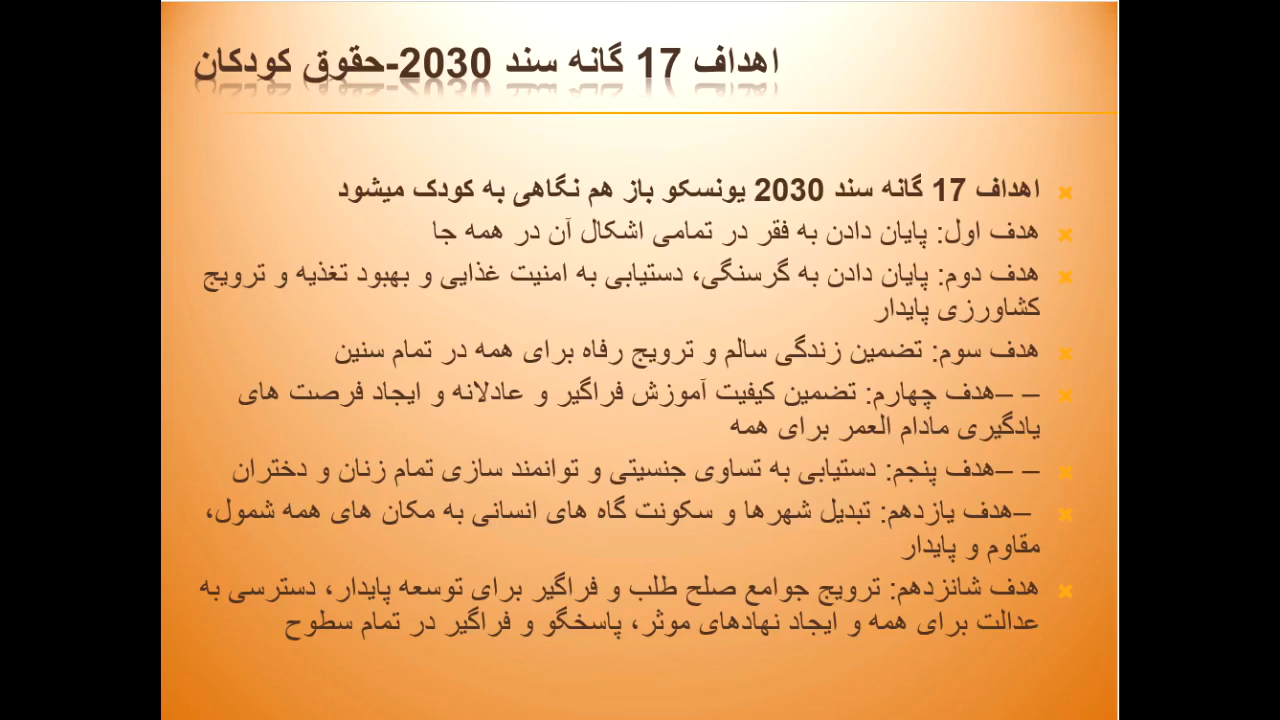 اهداف 17 گانه سند 2030-حقوق کودکان
اهداف 17 گانه سند 2030 یونسکو باز هم نگاهی به کودک میشود
هدف اول: پایان دادن به فقر در تمامی اشکال آن در همه جا
هدف دوم: پایان دادن به گرسنگی، دستیابی به امنیت غذایی و بهبود تغذیه و ترویج
کشاورزی پایدار
هدف سوم: تضمین زندگی سالم و ترویج رفاه برای همه در تمام سنین
– –هدف چهارم: تضمین کیفیت آموزش فراگیر و عادلانه و ایجاد فرصت های
یادگیری مادام العمر برای همه
– –هدف پنجم: دستیابی به تساوی جنسیتی و توانمند سازی تمام زنان و دختران
–هدف یازدهم: تبدیل شهرها و سکونت گاه های انسانی به مکان های همه شمول،
مقاوم و پایدار
هدف شانزدهم: ترویج جوامع صلح طلب و فراگیر برای توسعه پایدار، دسترسی به
عدالت برای همه و ایجاد نهادهای موثر، پاسخگو و فراگیر در تمام سطوح